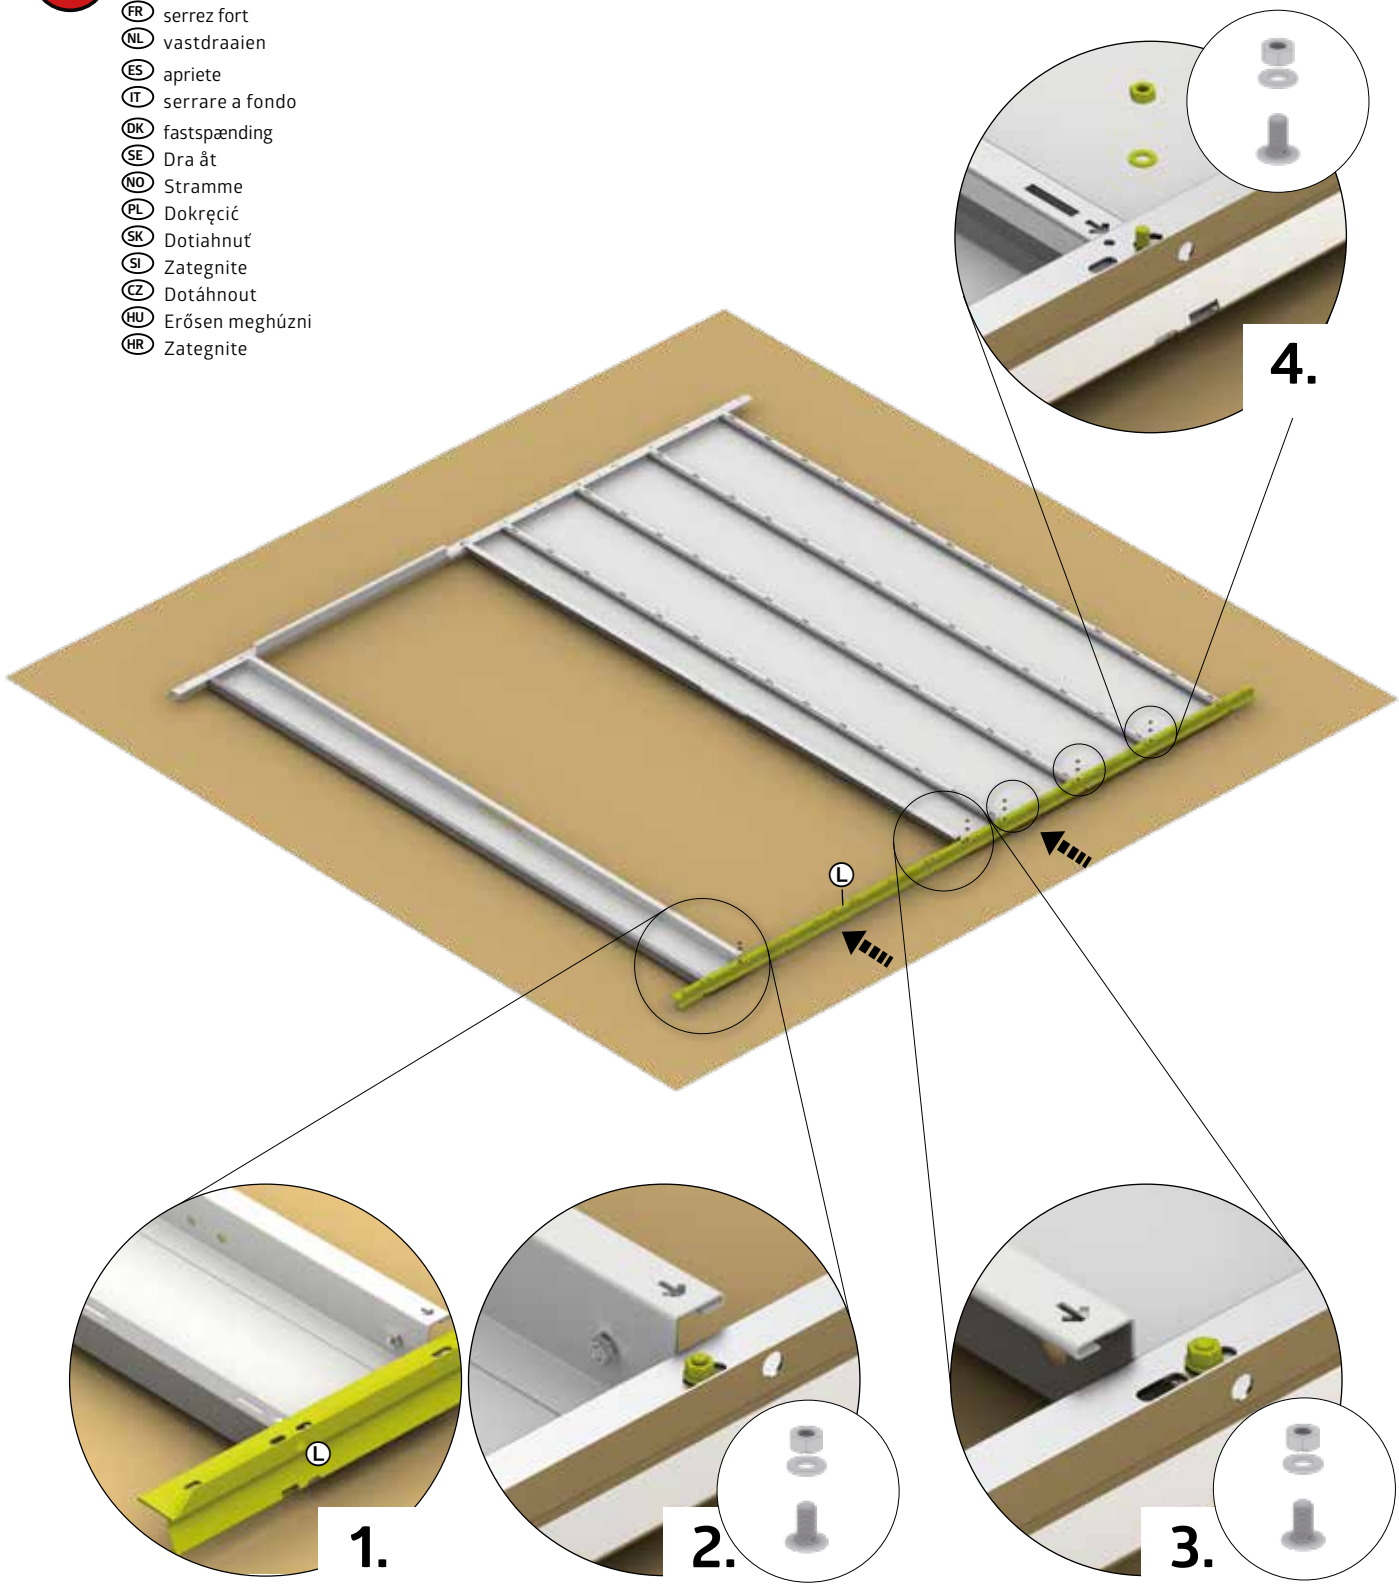 FR serrez fort
NL vastdraaien
ES apriete
IT serrare a fondo
DK fastspænding
SE Dra åt
NO Stramme
PL Dokręcić
SK Dotiahnuť
SI Zategnite
CZ Dotáhnout
HU Erősen meghúzni
HR Zategnite
4.
L
L
1.
2.
3.